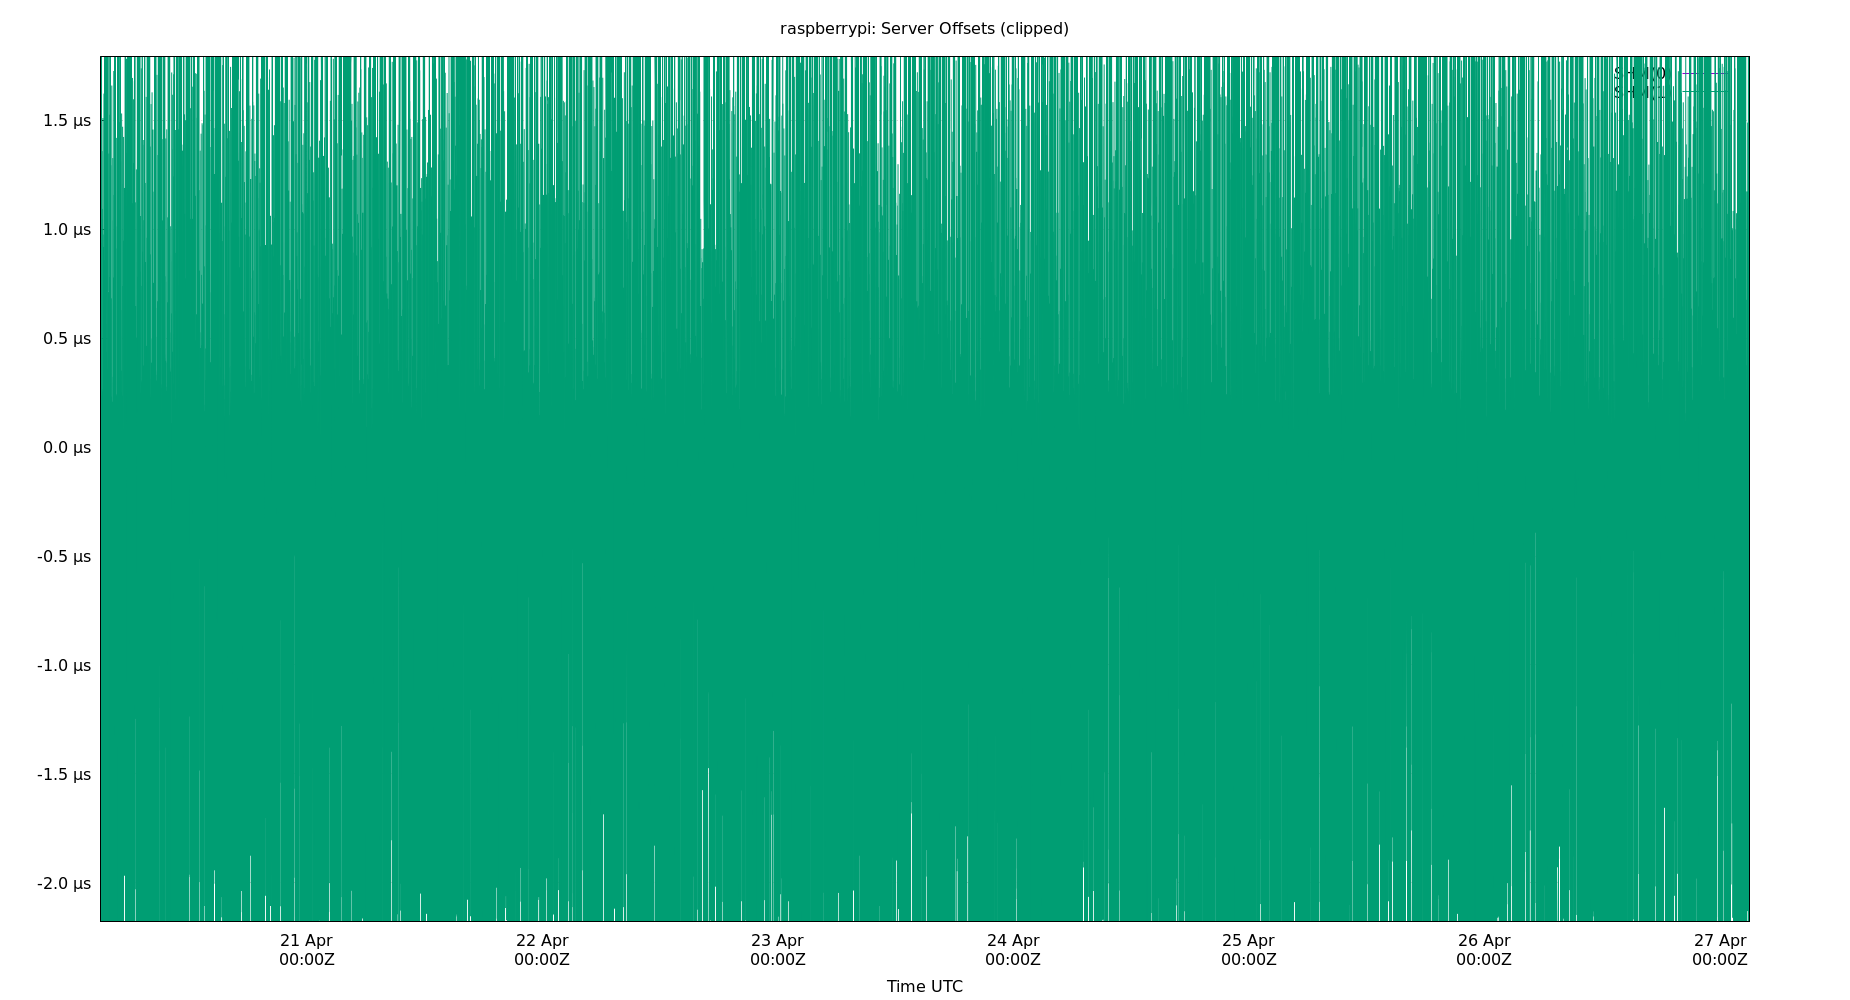 raspberrypi: Server Offsets (clipped)
1.5 µs
1.0 µs
0.5 µs
0.0 µs
-0.5 µs
-1.0 µs
-1.5 µs
-2.0 µs
21 Apr 22 Apr 23 Apr 24 Apr 25 Apr 26 Apr 27 Apr
00:00Z 00:00Z 00:00Z 00:00Z 00:00Z 00:00Z 00:00Z
Time UTC